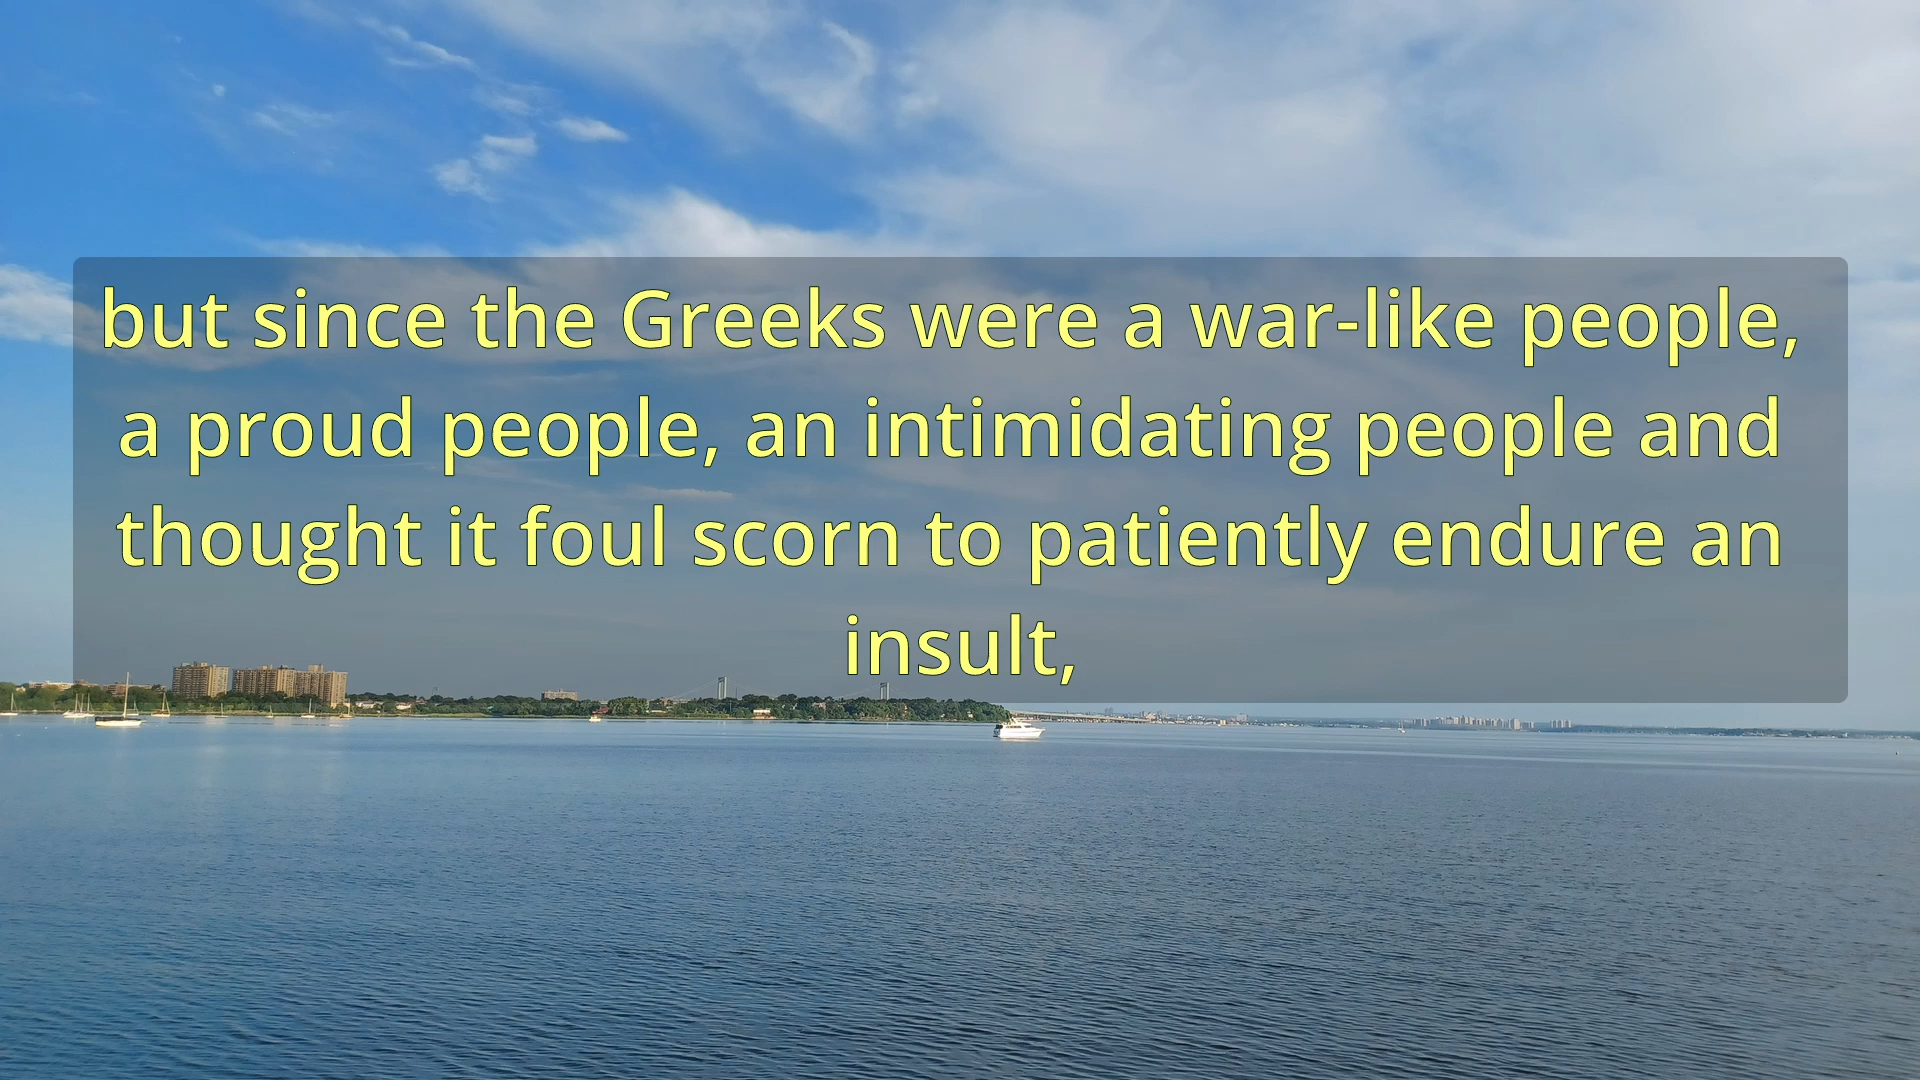 but since the Greeks were a war-like people,
a proud people, an intimidating people and
thought it foul scorn to patiently endure an
insult,